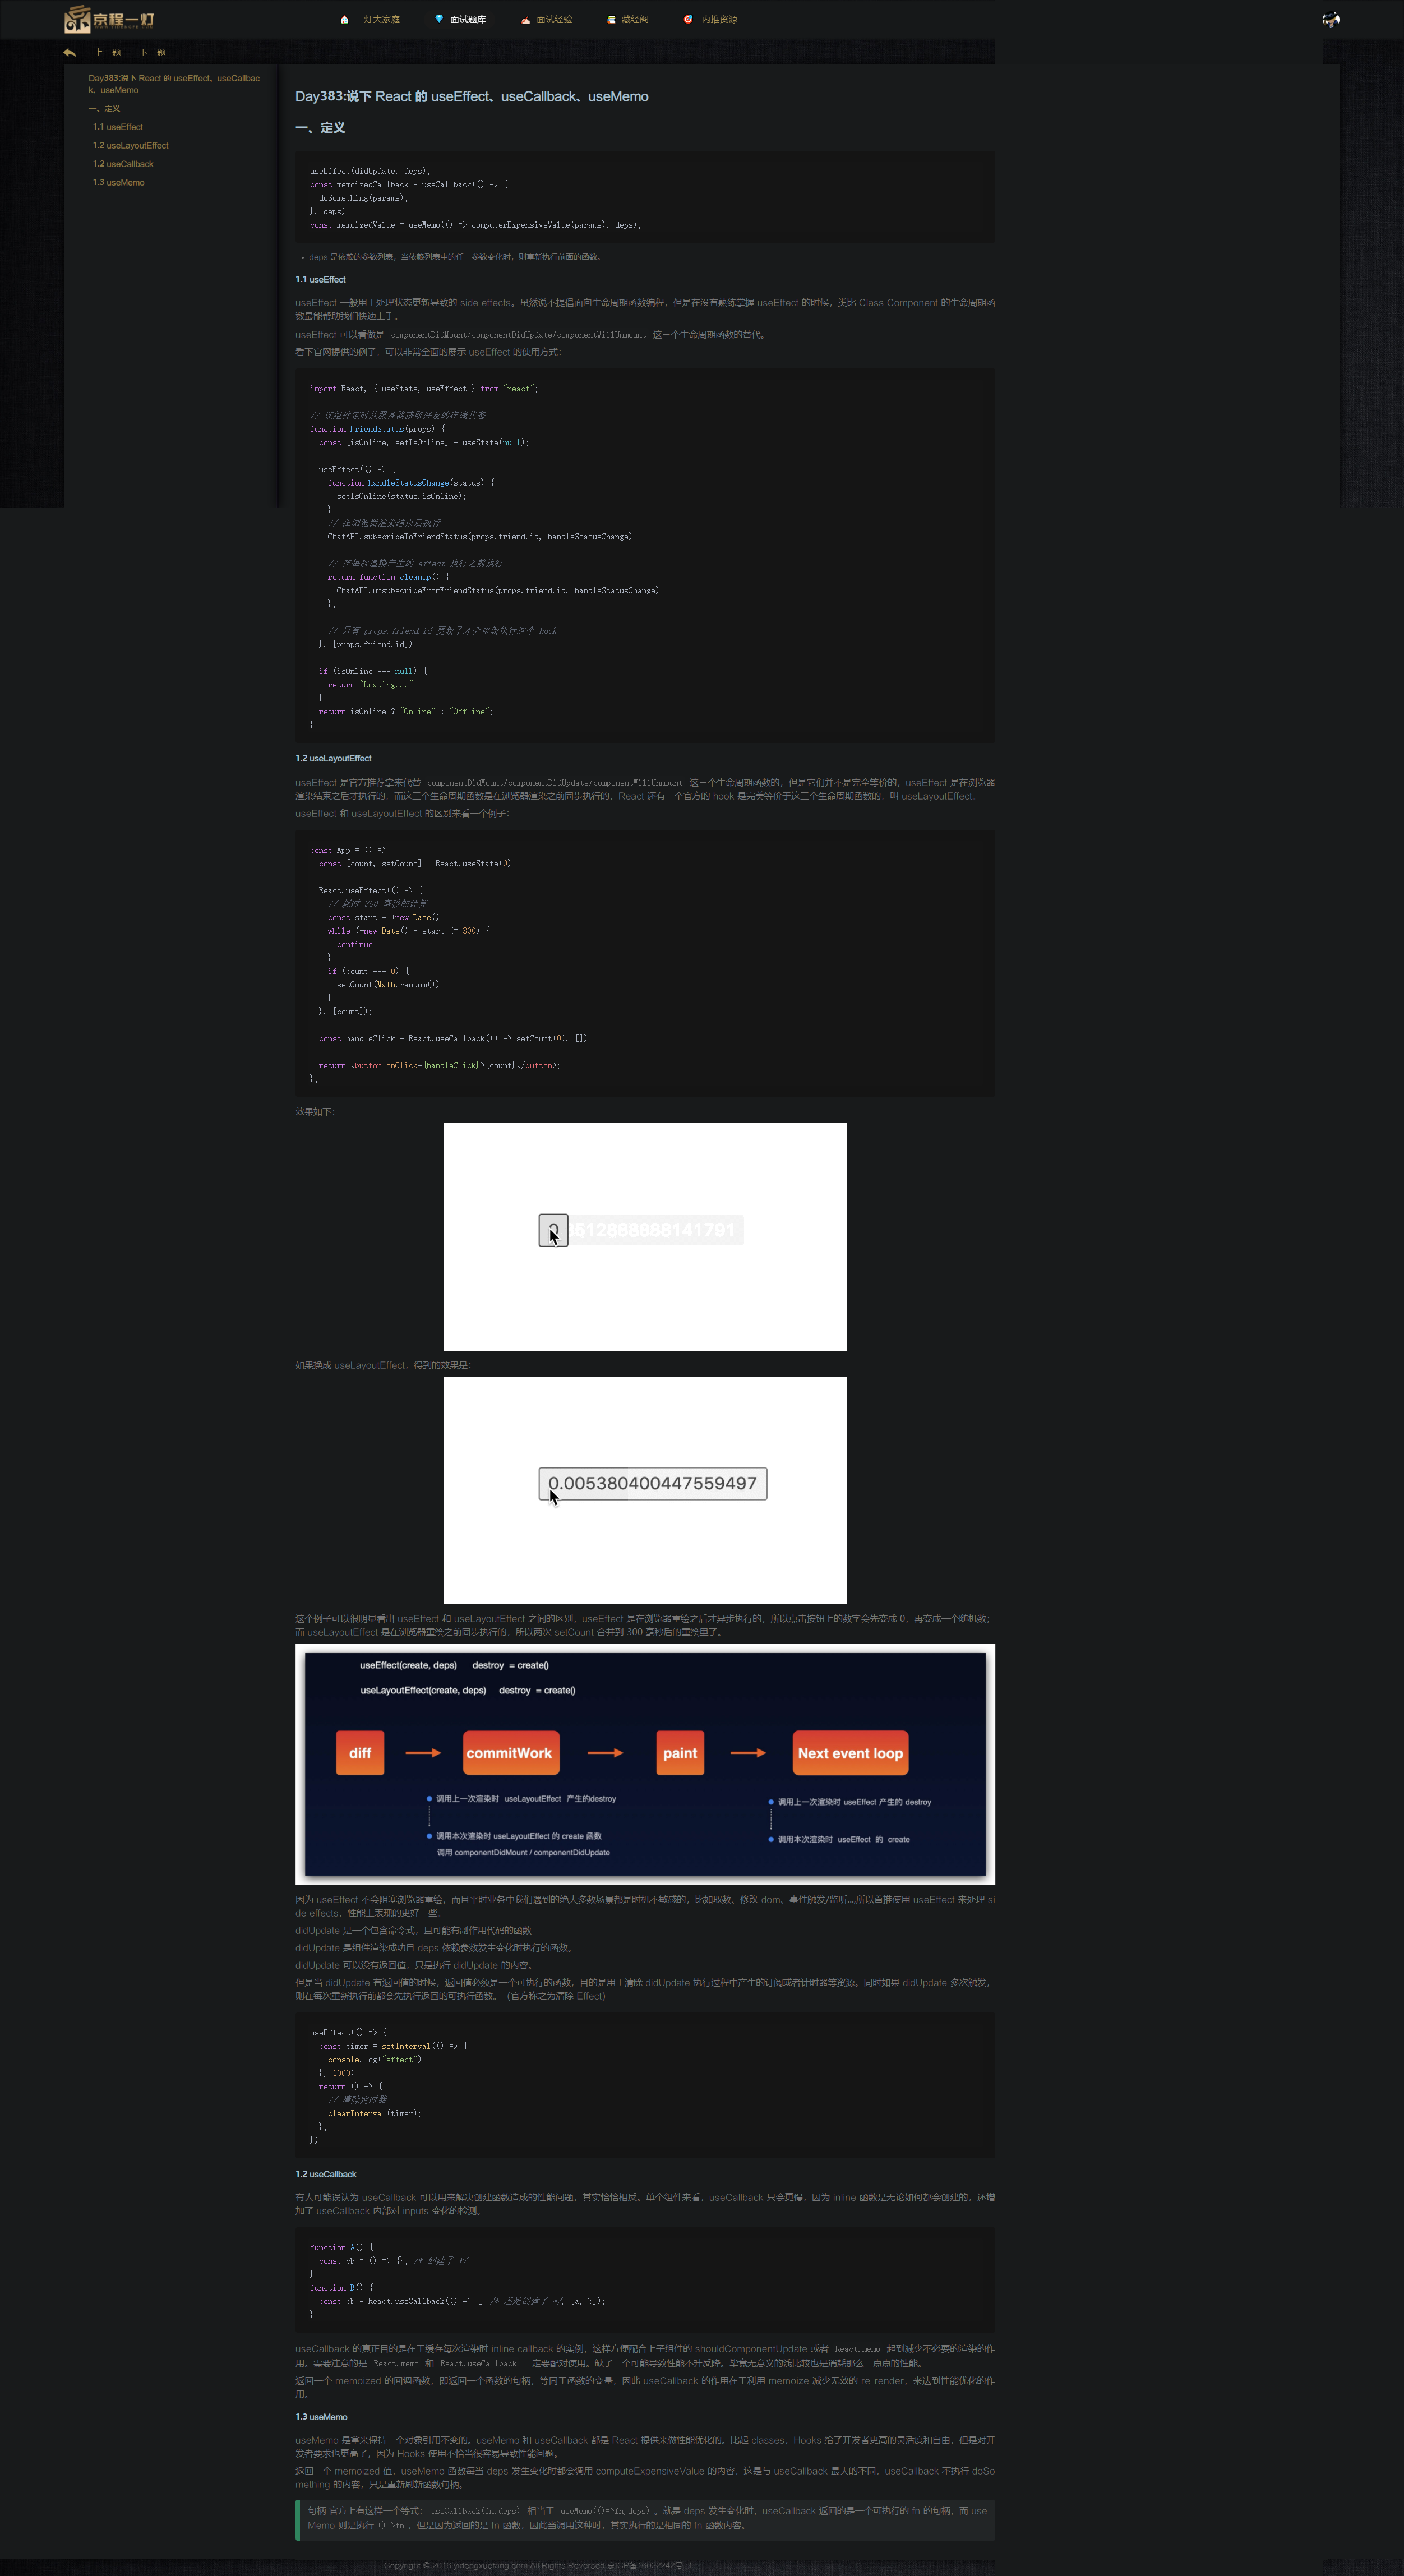 京程一灯
一灯大家庭 面试题库 面试经验 藏经阁 内推资源
上一题 下一题
Day383:说下 React 的 useEffect、useCallbac
k、useMemo
一、定义
1.1 useEffect
1.2 useLayoutEffect
1.2 useCallback
1.3 useMemo
Day383:说下 React 的 useEffect、useCallback、useMemo
一、定义
useEffect(didUpdate, deps);
const memoizedCallback = useCallback(() => {
doSomething(params);
}, deps);
const memoizedValue = useMemo(() => computerExpensiveValue(params), deps);
• deps 是依赖的参数列表，当依赖列表中的任一参数变化时，则重新执行前面的函数。
1.1 useEffect
useEffect 一般用于处理状态更新导致的 side effects。虽然说不提倡面向生命周期函数编程，但是在没有熟练掌握 useEffect 的时候，类比 Class Component 的生命周期函
数最能帮助我们快速上手。
useEffect 可以看做是 componentDidMount/componentDidUpdate/componentWillUnmount 这三个生命周期函数的替代。
看下官网提供的例子，可以非常全面的展示 useEffect 的使用方式：
import React, { useState, useEffect } from "react";
// 该组件定时从服务器获取好友的在线状态
function FriendStatus(props) {
const [isOnline, setIsOnline] = useState(null);
useEffect(() => {
function handleStatusChange(status) {
setIsOnline(status.isOnline);
}
// 在浏览器渲染结束后执行
ChatAPI.subscribeToFriendStatus(props.friend.id, handleStatusChange);
// 在每次渲染产生的 effect 执行之前执行
return function cleanup() {
ChatAPI.unsubscribeFromFriendStatus(props.friend.id, handleStatusChange);
};
// 只有 props.friend.id 更新了才会重新执行这个 hook
}, [props.friend.id]);
if (isOnline === null) {
return "Loading...";
}
return isOnline ? "Online" : "Offline";
}
1.2 useLayoutEffect
useEffect 是官方推荐拿来代替 componentDidMount/componentDidUpdate/componentWillUnmount 这三个生命周期函数的，但是它们并不是完全等价的，useEffect 是在浏览器
渲染结束之后才执行的，而这三个生命周期函数是在浏览器渲染之前同步执行的，React 还有一个官方的 hook 是完美等价于这三个生命周期函数的，叫 useLayoutEffect。
useEffect 和 useLayoutEffect 的区别来看一个例子：
const App = () => {
const [count, setCount] = React.useState(0);
React.useEffect(() => {
// 耗时 300 毫秒的计算
const start = +new Date();
while (+new Date() - start <= 300) {
continue;
}
if (count === 0) {
setCount(Math.random());
}
}, [count]);
const handleClick = React.useCallback(() => setCount(0), []);
return <button onClick={handleClick}>{count}</button>;
};
效果如下：
0 512888888141791
如果换成 useLayoutEffect，得到的效果是：
0.005380400447559497
这个例子可以很明显看出 useEffect 和 useLayoutEffect 之间的区别，useEffect 是在浏览器重绘之后才异步执行的，所以点击按钮上的数字会先变成 0，再变成一个随机数；
而 useLayoutEffect 是在浏览器重绘之前同步执行的，所以两次 setCount 合并到 300 毫秒后的重绘里了。
useEffect(create, deps) destroy = create()
useLayoutEffect(create, deps) destroy = create()
diff commitWork paint Next event loop
调用上一次渲染时 useLayoutEffect 产生的destroy
调用上一次渲染时 useEffect 产生的 destroy
调用本次渲染时 useLayoutEffect 的 create 函数
调用本次渲染时 useEffect 的 create
调用 componentDidMount / componentDidUpdate
因为 useEffect 不会阻塞浏览器重绘，而且平时业务中我们遇到的绝大多数场景都是时机不敏感的，比如取数、修改 dom、事件触发/监听...,所以首推使用 useEffect 来处理 si
de effects，性能上表现的更好一些。
didUpdate 是一个包含命令式，且可能有副作用代码的函数
didUpdate 是组件渲染成功且 deps 依赖参数发生变化时执行的函数。
didUpdate 可以没有返回值，只是执行 didUpdate 的内容。
但是当 didUpdate 有返回值的时候，返回值必须是一个可执行的函数，目的是用于清除 didUpdate 执行过程中产生的订阅或者计时器等资源。同时如果 didUpdate 多次触发，
则在每次重新执行前都会先执行返回的可执行函数。（官方称之为清除 Effect）
useEffect(() => {
const timer = setInterval(() => {
console.log("effect");
}, 1000);
return () => {
// 清除定时器
clearInterval(timer);
};
});
1.2 useCallback
有人可能误认为 useCallback 可以用来解决创建函数造成的性能问题，其实恰恰相反。单个组件来看，useCallback 只会更慢，因为 inline 函数是无论如何都会创建的，还增
加了 useCallback 内部对 inputs 变化的检测。
function A() {
const cb = () => {}; /* 创建了 */
}
function B() {
const cb = React.useCallback(() => {} /* 还是创建了 */, [a, b]);
}
useCallback 的真正目的是在于缓存每次渲染时 inline callback 的实例，这样方便配合上子组件的 shouldComponentUpdate 或者 React.memo 起到减少不必要的渲染的作
用。需要注意的是 React.memo 和 React.useCallback 一定要配对使用。缺了一个可能导致性能不升反降。毕竟无意义的浅比较也是消耗那么一点点的性能。
返回一个 memoized 的回调函数，即返回一个函数的句柄，等同于函数的变量，因此 useCallback 的作用在于利用 memoize 减少无效的 re-render，来达到性能优化的作
用。
1.3 useMemo
useMemo 是拿来保持一个对象引用不变的。useMemo 和 useCallback 都是 React 提供来做性能优化的。比起 classes，Hooks 给了开发者更高的灵活度和自由，但是对开
发者要求也更高了，因为 Hooks 使用不恰当很容易导致性能问题。
返回一个 memoized 值，useMemo 函数每当 deps 发生变化时都会调用 computeExpensiveValue 的内容，这是与 useCallback 最大的不同，useCallback 不执行 doSo
mething 的内容，只是重新刷新函数句柄。
句柄 官方上有这样一个等式： useCallback(fn,deps) 相当于 useMemo(()=>fn,deps) 。就是 deps 发生变化时，useCallback 返回的是一个可执行的 fn 的句柄，而 use
Memo 则是执行 ()=>fn ，但是因为返回的是 fn 函数，因此当调用这种时，其实执行的是相同的 fn 函数内容。
Copyright © 2016 yidengxuetang.com All Rights Reversed.京ICP备16022242号-1